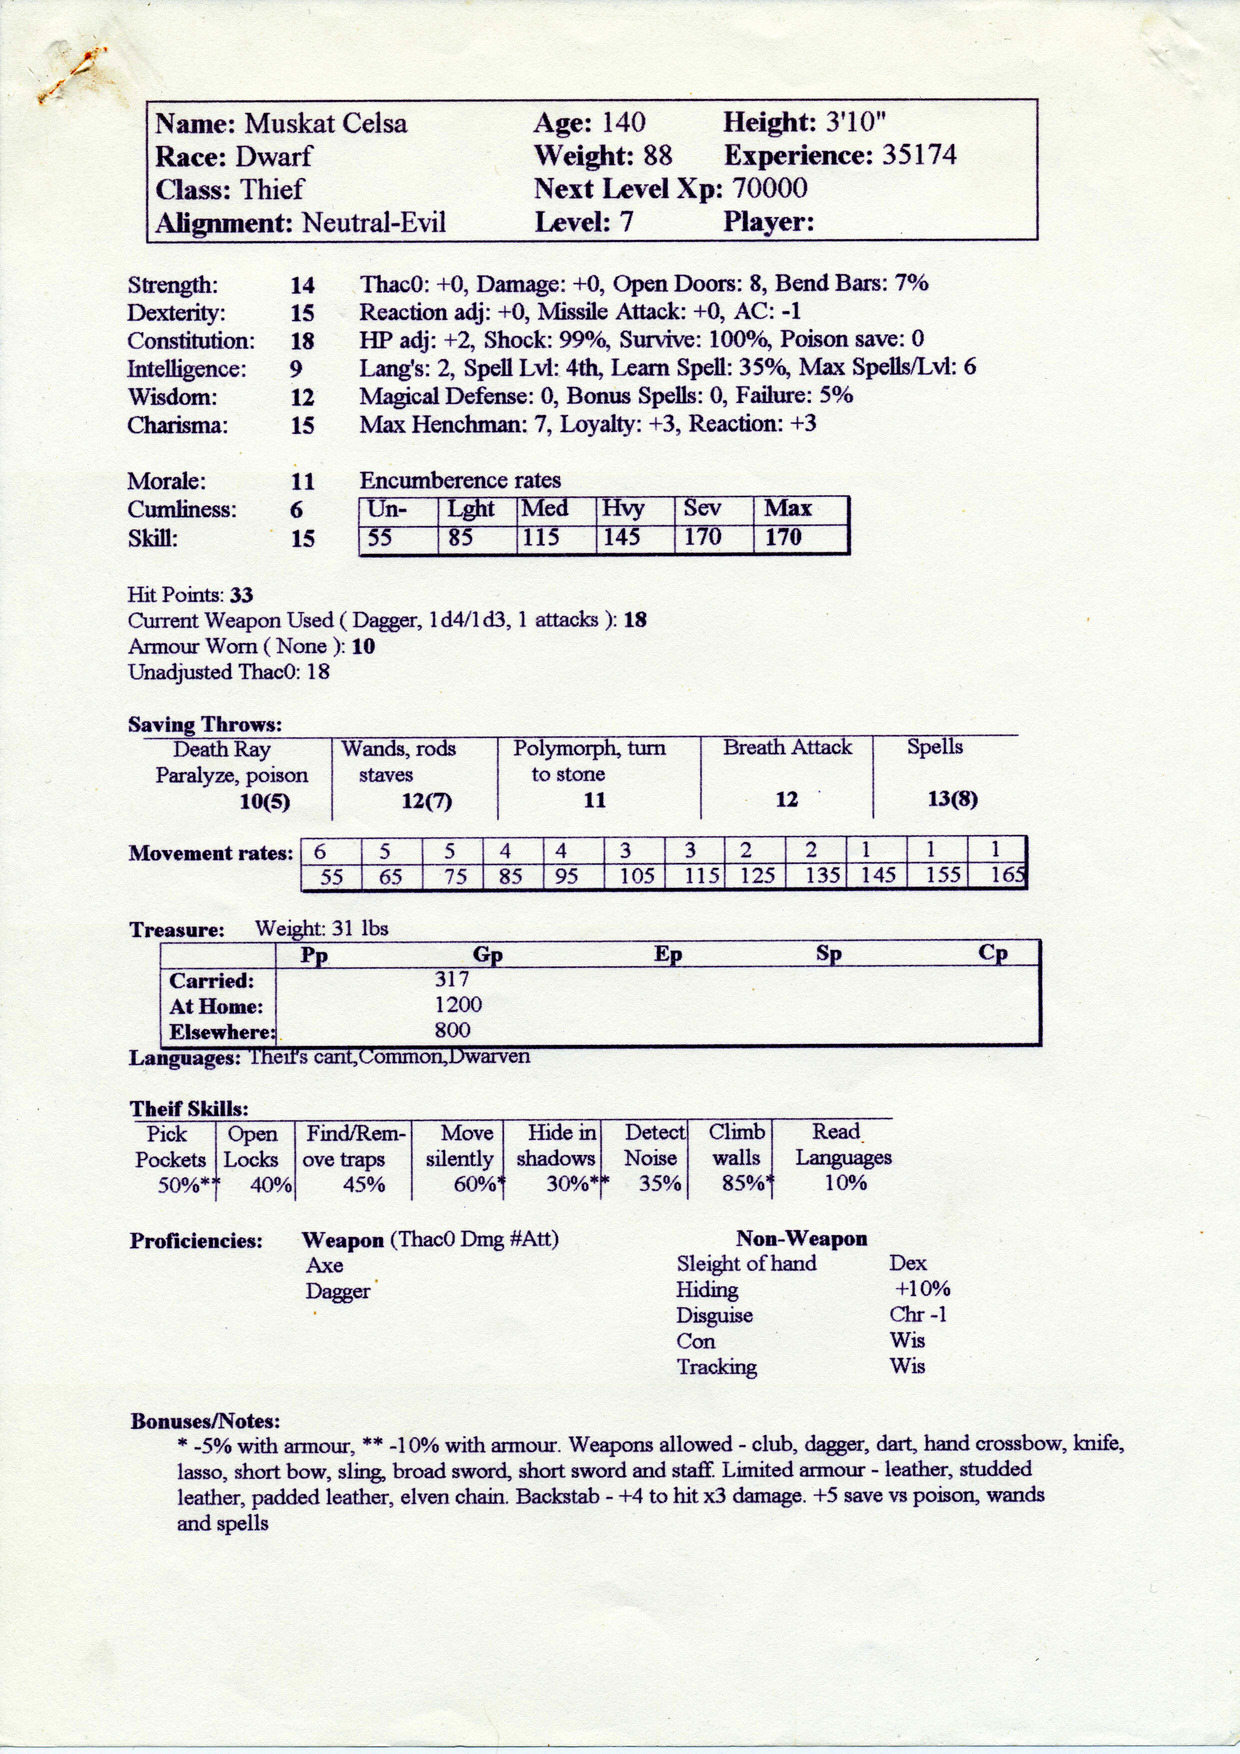 Name: Muskat Celsa Age: 140 Height: 3'10"
Race: Dwarf Weight: 88 Experience: 35174
Class: Thief Next Level Xp: 70000
Alignment: Neutral-Evil Level: 7 Player:
Strength: 14 Thac0: +0, Damage: +0, Open Doors: 8, Bend Bars: 7%
Dexterity: 15 Reaction adj: +0, Missile Attack: +0, AC: -1
Constitution: 18 HP adj: +2, Shock: 99%, Survive: 100%, Poison save: 0
Intelligence: 9 Lang's: 2, Spell Lvl: 4th, Learn Spell: 35%, Max Spells/Lvl: 6
Wisdom: 12 Magical Defense: 0, Bonus Spells: 0, Failure: 5%
Charisma: 15 Max Henchman: 7, Loyalty: +3, Reaction: +3
Morale: 11 Encumberence rates
Cumliness: 6 Un- Lght Med Hvy Sev Max
Skill: 15 55 85 115 145 170 170
Hit Points: 33
Current Weapon Used ( Dagger, 1d4/1d3, 1 attacks ): 18
Armour Worn ( None ): 10
Unadjusted Thac0: 18
Saving Throws:
Death Ray Wands, rods Polymorph, turn Breath Attack Spells
Paralyze, poison staves to stone
10(5) 12(7) 11 12 13(8)
Movement rates: 6 5 5 4 4 3 3 2 2 1 1 1
55 65 75 85 95 105 115 125 135 145 155 165
Treasure: Weight: 31 lbs
Pp Gp Ep Sp Cp
Carried: 317
At Home: 1200
Elsewhere: 800
Languages: Theif's cant,Common,Dwarven
Theif Skills:
Pick Open Find/Rem- Move Hide in Detect Climb Read
Pockets Locks ove traps silently shadows Noise walls Languages
50%** 40% 45% 60%* 30%** 35% 85%* 10%
Proficiencies: Weapon (Thac0 Dmg #Att) Non-Weapon
Axe Sleight of hand Dex
Dagger Hiding +10%
Disguise Chr -1
Con Wis
Tracking Wis
Bonuses/Notes:
* -5% with armour, ** -10% with armour. Weapons allowed - club, dagger, dart, hand crossbow, knife,
lasso, short bow, sling, broad sword, short sword and staff. Limited armour - leather, studded
leather, padded leather, elven chain. Backstab - +4 to hit x3 damage. +5 save vs poison, wands
and spells